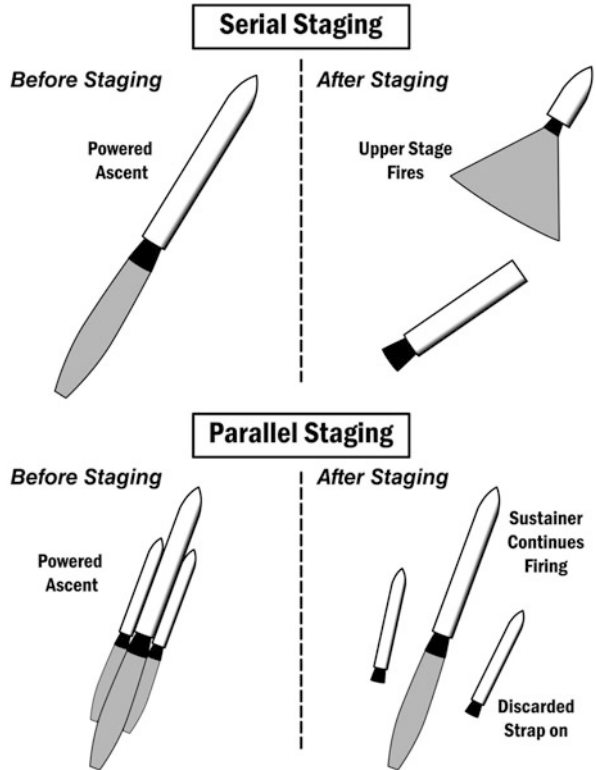 Serial Staging
Before Staging
After Staging
Powered
Ascent
Upper Stage
Fires
Parallel Staging
Before Staging
After Staging
Powered
Ascent
Sustainer
Continues
Firing
Discarded
Strap on